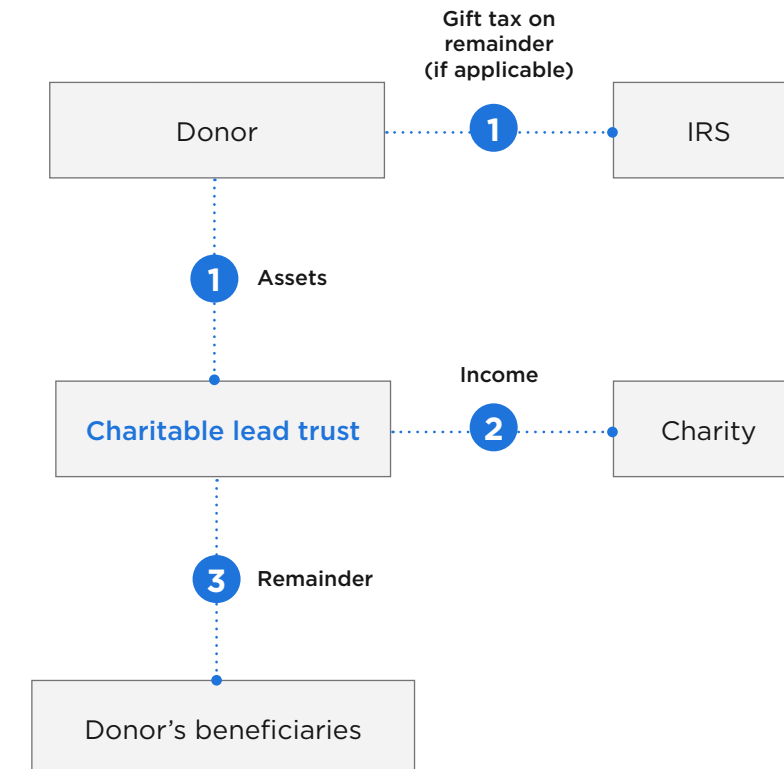 Gift tax on
remainder
(if applicable)
Donor
1
IRS
1
Assets
Income
Charitable lead trust
2
Charity
3
Remainder
Donor’s beneficiaries